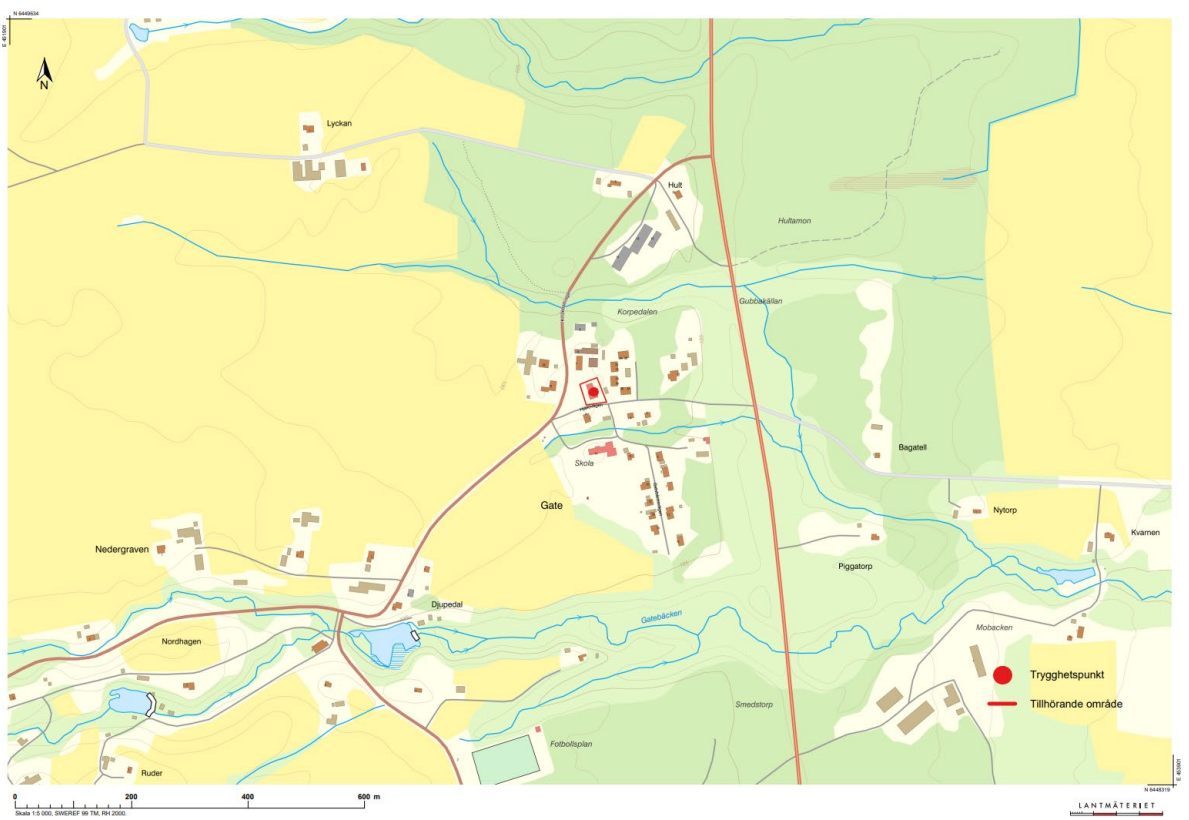 N 6449634
E 451901
N
Lyckan
Hult
Hultamon
Gubbakällan
Korpedalen
Bagatell
Skola
Gate
Nytorp
Kvarnen
Nedergraven
Piggatorp
Djupedal
Gatebäcken
Mobacken
Nordhagen
Trygghetspunkt
Tillhörande område
Smedstorp
Fotbollsplan
Ruder
E 453901
N 6448319
0 200 400 600 m
Skala 1:5 000, SWEREF 99 TM, RH 2000.
LANTMÄTERIET